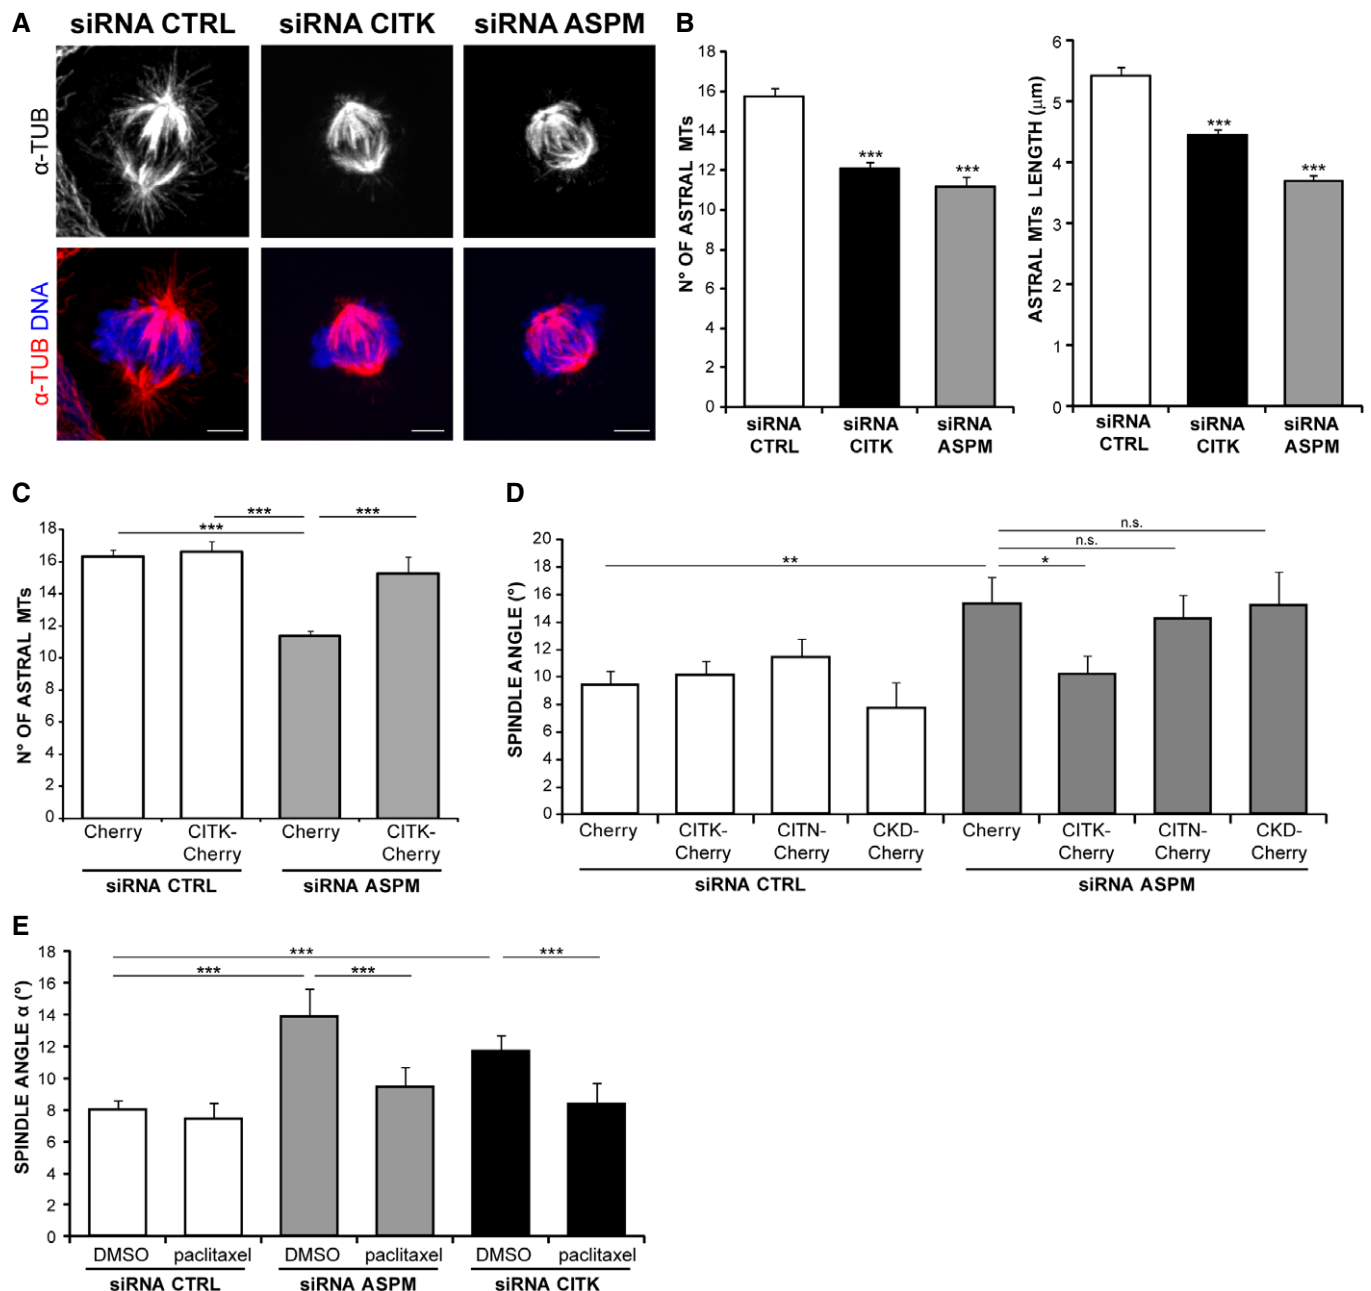 A
siRNA CTRL siRNA CITK siRNA ASPM
α-TUB
α-TUB DNA
B
N° OF ASTRAL MTs
18
16
14
12
10
8
6
4
2
0
***
***
siRNA CTRL
siRNA CITK
siRNA ASPM
ASTRAL MTs LENGTH (μm)
6
5
4
3
2
1
0
***
***
siRNA CTRL
siRNA CITK
siRNA ASPM
C
N° OF ASTRAL MTs
18
16
14
12
10
8
6
4
2
0
*** ***
***
Cherry CITK-Cherry Cherry CITK-Cherry
siRNA CTRL siRNA ASPM
D
SPINDLE ANGLE (°)
20
18
16
14
12
10
8
6
4
2
0
n.s.
n.s.
** *
Cherry CITK-Cherry CITN-Cherry CKD-Cherry Cherry CITK-Cherry CITN-Cherry CKD-Cherry
siRNA CTRL siRNA ASPM
E
SPINDLE ANGLE α (°)
18
16
14
12
10
8
6
4
2
0
*** ***
*** ***
DMSO paclitaxel DMSO paclitaxel DMSO paclitaxel
siRNA CTRL siRNA ASPM siRNA CITK